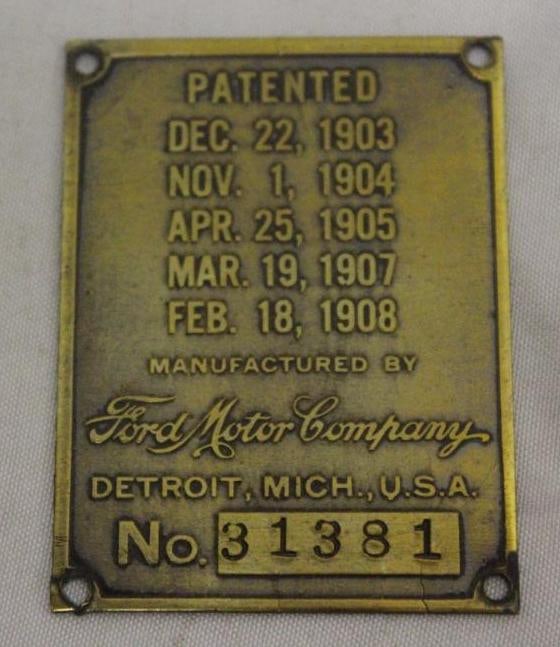 PATENTED
DEC. 22, 1903
NOV. 1, 1904
APR. 25, 1905
MAR. 19, 1907
FEB. 18, 1908
MANUFACTURED BY
The Ford Motor Company
DETROIT, MICH., U.S.A.
No. 31381